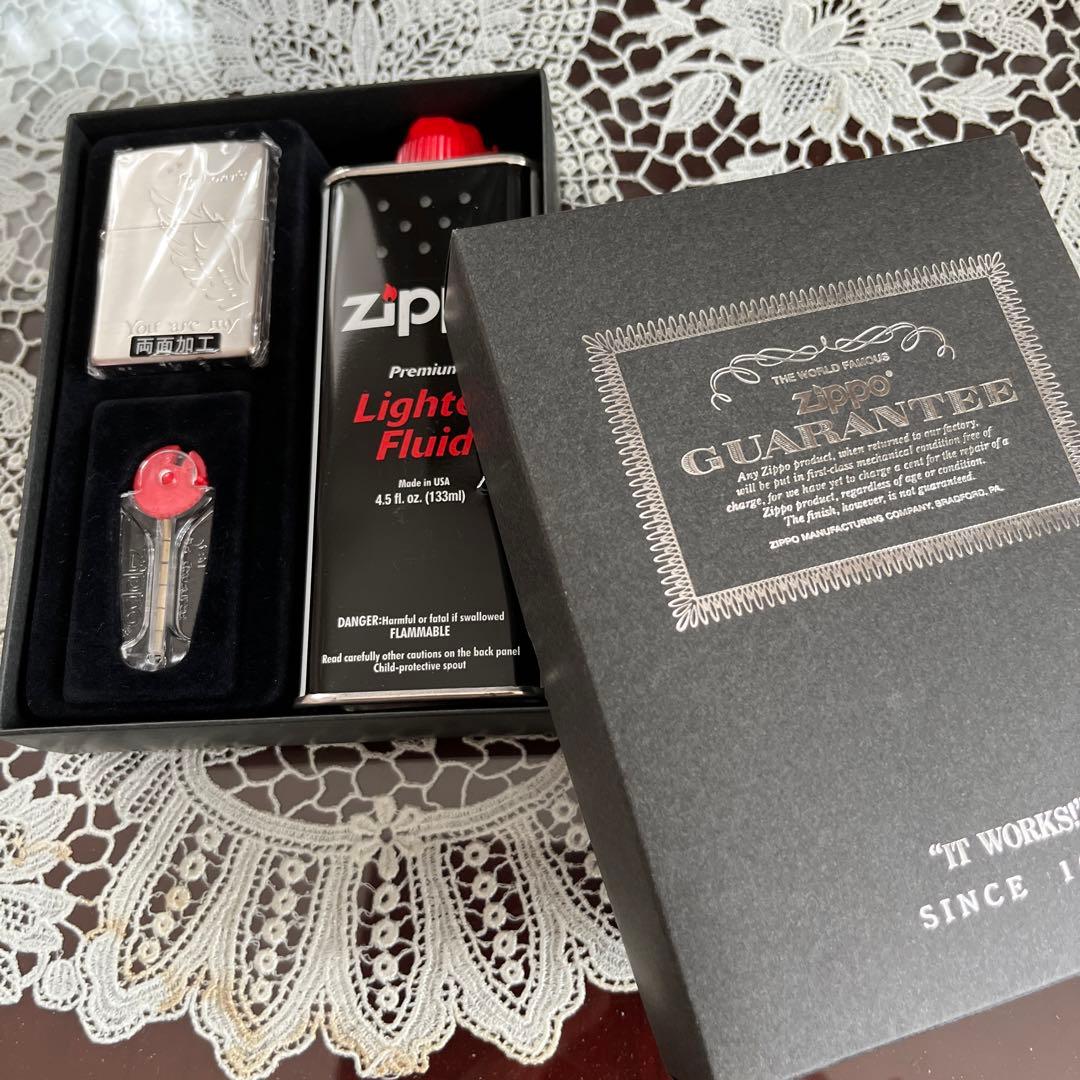 You are my
両面加工
zipp
Premium
Lighte
Fluid
Made in USA
4.5 fl. oz. (133ml)
DANGER:Harmful or fatal if swallowed
FLAMMABLE
Read carefully other cautions on the back panel
Child-protective spout
zippo
THE WORLD FAMOUS
zippo®
GUARANTEE
Any Zippo product, when returned to our factory,
will be put in first-class mechanical condition free of
charge, for we have yet to charge a cent for the repair of a
Zippo product, regardless of age or condition.
The finish, however, is not guaranteed.
ZIPPO MANUFACTURING COMPANY, BRADFORD, PA.
"IT WORKS!"
SINCE 1